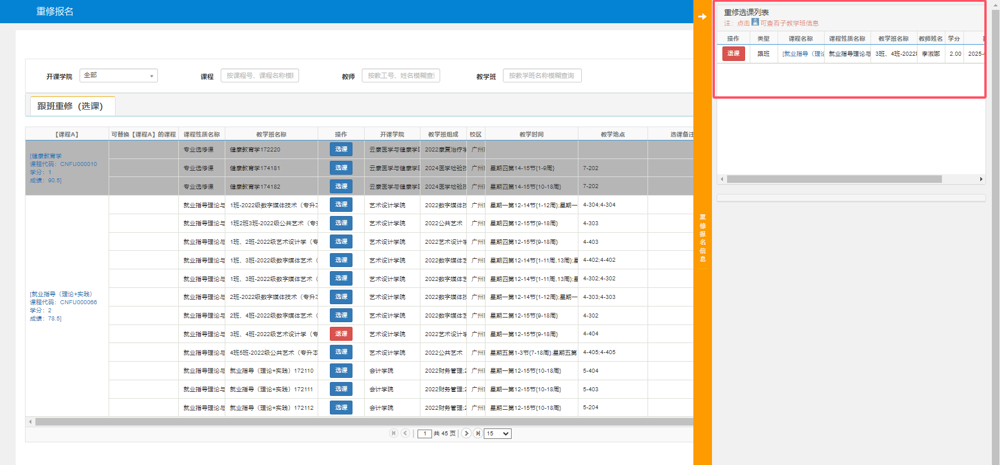 重修报名
开课学院 全部 课程 按课程号、课程名称模 教师 按教工号、姓名模糊查 教学班 按教学班名称模糊查询
跟班重修（选课）
【课程A】 可替换【课程A】的课程 课程性质名称 教学班名称 操作 开课学院 教学班组成 校区 教学时间 教学地点 选课备注
[健康教育学
课程代码：CNFU000010
学分：1
成绩：90.5]
专业选修课 健康教育学172220 选课 云康医学与健康学 2022康复治疗学 广州
专业选修课 健康教育学174181 选课 云康医学与健康学 2024医学检验技 广州 星期四第14-15节{1-9周} 7-202
专业选修课 健康教育学174182 选课 云康医学与健康学 2024医学检验技 广州 星期四第14-15节{10-18周} 7-202
[就业指导（理论+实践）
课程代码：CNFU000066
学分：2
成绩：78.5]
就业指导理论与 1班-2022级数字媒体技术（专升本 选课 艺术设计学院 2022数字媒体技 广州 星期一第12-14节{1-12周};星期一 4-304;4-304
就业指导理论与 1班2班3班-2022级公共艺术（专升 选课 艺术设计学院 2022公共艺术 广州 星期四第12-15节{9-18周} 4-303
就业指导理论与 1班、2班-2022级艺术设计学（专 选课 艺术设计学院 2022艺术设计学 广州 星期四第12-15节{9-18周} 4-403
就业指导理论与 1班、3班-2022级数字媒体艺术（ 选课 艺术设计学院 2022数字媒体艺 广州 星期四第12-14节{1-11周,13周};星 4-402;4-402
就业指导理论与 1班、3班-2022级数字媒体艺术（ 选课 艺术设计学院 2022数字媒体艺 广州 星期四第12-14节{1-11周,13周};星 4-302;4-302
就业指导理论与 2班-2022级数字媒体技术（专升本 选课 艺术设计学院 2022数字媒体技 广州 星期一第12-14节{1-12周};星期一 4-303;4-303
就业指导理论与 2班、4班-2022级数字媒体艺术（ 选课 艺术设计学院 2022数字媒体艺 广州 星期二第12-15节{9-18周} 4-302
就业指导理论与 3班、4班-2022级艺术设计学（专 退课 艺术设计学院 2022艺术设计学 广州 星期一第12-15节{9-18周} 4-404
就业指导理论与 4班5班-2022级公共艺术（专升本 选课 艺术设计学院 2022公共艺术 广州 星期五第1-3节{7-18周};星期五第 4-405;4-405
就业指导理论与 就业指导（理论+实践）172110 选课 会计学院 2022财务管理;2 广州 星期一第12-15节{10-18周} 5-404
就业指导理论与 就业指导（理论+实践）172111 选课 会计学院 2022财务管理;2 广州 星期一第12-15节{10-18周} 5-403
就业指导理论与 就业指导（理论+实践）172112 选课 会计学院 2022财务管理;2 广州 星期二第12-15节{10-18周} 5-204
1 共 45 页 15
重修报名信息
重修选课列表
注：点击 可查看子教学班信息
操作 类型 课程名称 课程性质名称 教学班名称 教师姓名 学分
退课 跟班 [就业指导（理论 就业指导理论与 3班、4班-2022 李淑娜 2.00 2025-